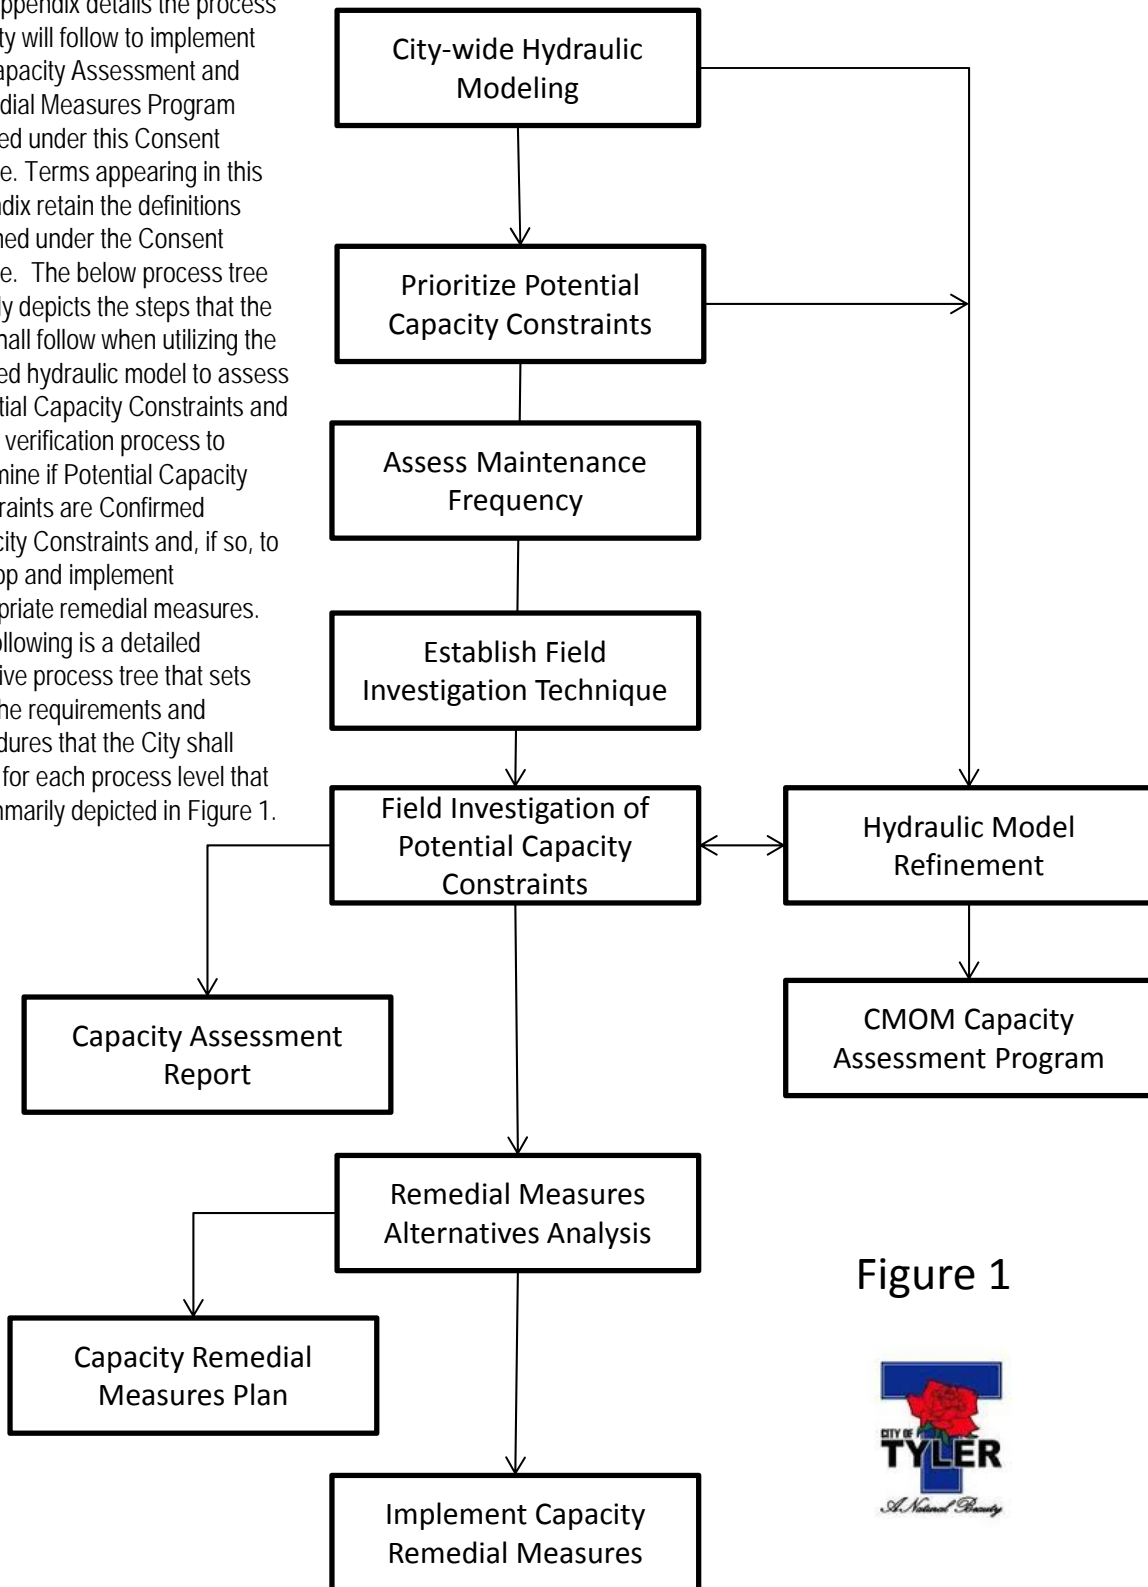 ppendix details the process
ty will follow to implement
apacity Assessment and
dial Measures Program
ed under this Consent
e. Terms appearing in this
ndix retain the definitions
ned under the Consent
e. The below process tree
ly depicts the steps that the
hall follow when utilizing the
ed hydraulic model to assess
tial Capacity Constraints and
verification process to
mine if Potential Capacity
raints are Confirmed
city Constraints and, if so, to
op and implement
priate remedial measures.
ollowing is a detailed
ive process tree that sets
he requirements and
dures that the City shall
for each process level that
nmarily depicted in Figure 1.
City-wide Hydraulic
Modeling
Prioritize Potential
Capacity Constraints
Assess Maintenance
Frequency
Establish Field
Investigation Technique
Field Investigation of
Potential Capacity
Constraints
Hydraulic Model
Refinement
Capacity Assessment
Report
CMOM Capacity
Assessment Program
Remedial Measures
Alternatives Analysis
Capacity Remedial
Measures Plan
Implement Capacity
Remedial Measures
Figure 1
CITY OF
TYLER
A Natural Beauty